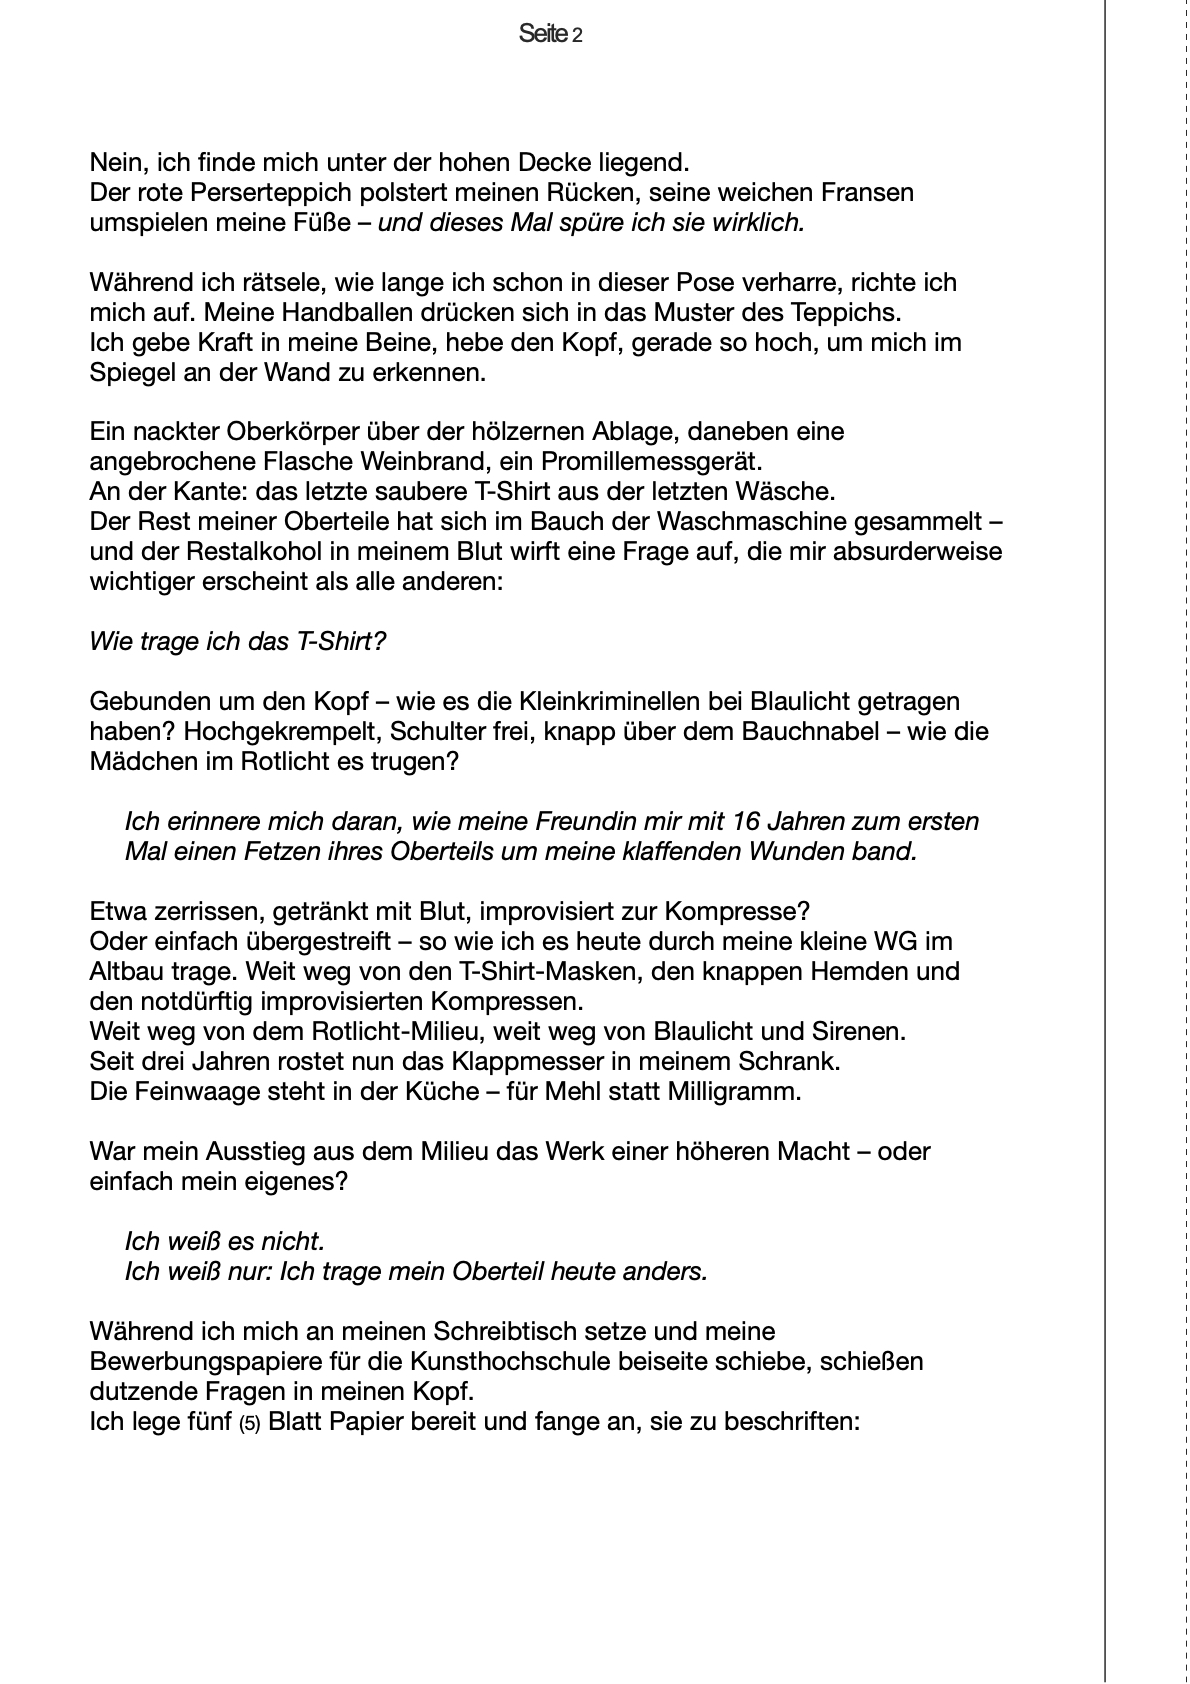 Seite 2
Nein, ich finde mich unter der hohen Decke liegend.
Der rote Perserteppich polstert meinen Rücken, seine weichen Fransen
umspielen meine Füße – und dieses Mal spüre ich sie wirklich.
Während ich rätsele, wie lange ich schon in dieser Pose verharre, richte ich
mich auf. Meine Handballen drücken sich in das Muster des Teppichs.
Ich gebe Kraft in meine Beine, hebe den Kopf, gerade so hoch, um mich im
Spiegel an der Wand zu erkennen.
Ein nackter Oberkörper über der hölzernen Ablage, daneben eine
angebrochene Flasche Weinbrand, ein Promillemessgerät.
An der Kante: das letzte saubere T-Shirt aus der letzten Wäsche.
Der Rest meiner Oberteile hat sich im Bauch der Waschmaschine gesammelt –
und der Restalkohol in meinem Blut wirft eine Frage auf, die mir absurderweise
wichtiger erscheint als alle anderen:
Wie trage ich das T-Shirt?
Gebunden um den Kopf – wie es die Kleinkriminellen bei Blaulicht getragen
haben? Hochgekrempelt, Schulter frei, knapp über dem Bauchnabel – wie die
Mädchen im Rotlicht es trugen?
Ich erinnere mich daran, wie meine Freundin mir mit 16 Jahren zum ersten
Mal einen Fetzen ihres Oberteils um meine klaffenden Wunden band.
Etwa zerrissen, getränkt mit Blut, improvisiert zur Kompresse?
Oder einfach übergestreift – so wie ich es heute durch meine kleine WG im
Altbau trage. Weit weg von den T-Shirt-Masken, den knappen Hemden und
den notdürftig improvisierten Kompressen.
Weit weg von dem Rotlicht-Milieu, weit weg von Blaulicht und Sirenen.
Seit drei Jahren rostet nun das Klappmesser in meinem Schrank.
Die Feinwaage steht in der Küche – für Mehl statt Milligramm.
War mein Ausstieg aus dem Milieu das Werk einer höheren Macht – oder
einfach mein eigenes?
Ich weiß es nicht.
Ich weiß nur: Ich trage mein Oberteil heute anders.
Während ich mich an meinen Schreibtisch setze und meine
Bewerbungspapiere für die Kunsthochschule beiseite schiebe, schießen
dutzende Fragen in meinen Kopf.
Ich lege fünf (5) Blatt Papier bereit und fange an, sie zu beschriften: